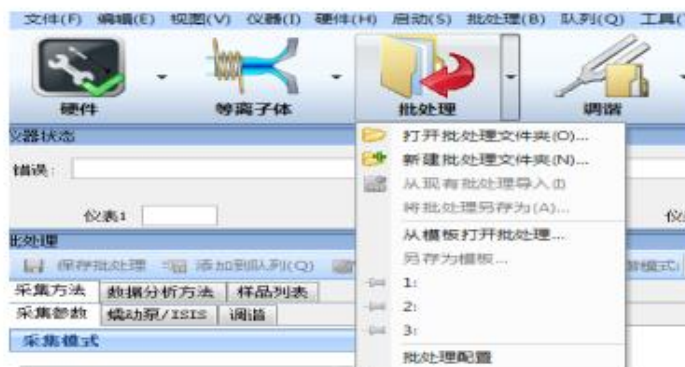 文件(F) 编辑(E) 视图(V) 仪器(I) 硬件(H) 启动(S) 批处理(B) 队列(Q) 工具(
硬件 等离子体 批处理 调谐
仪器状态
错误:
仪表1 仪
批处理
保存批处理 添加到队列(Q) 谐模式:
采集方法 数据分析方法 样品列表
采集参数 蠕动泵/ISIS 调谐
采集模式
打开批处理文件夹(O)...
新建批处理文件夹(N)...
从现有批处理导入(I)
将批处理另存为(A)...
从模板打开批处理...
另存为模板...
1:
2:
3:
批处理配置